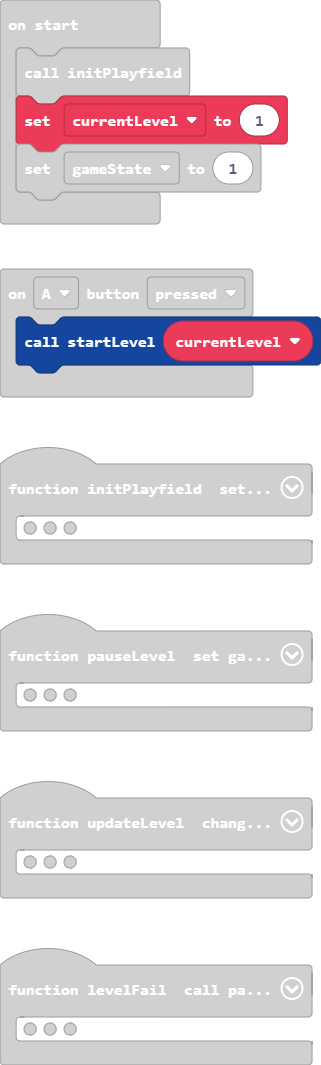 on start
call initPlayfield
set currentLevel to 1
set gameState to 1
on A button pressed
call startLevel currentLevel
function initPlayfield set...
function pauseLevel set ga...
function updateLevel chang...
function levelFail call pa...